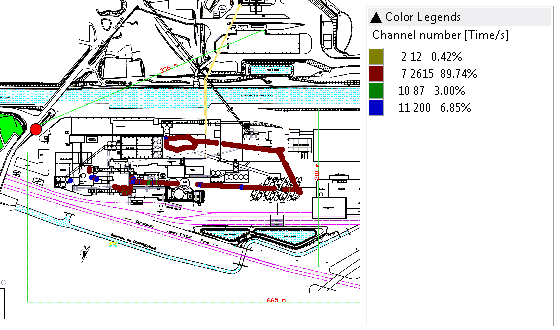 ▲ Color Legends
Channel number [Time/s]
2 12 0.42%
7 2615 89.74%
10 87 3.00%
11 200 6.85%
665 m